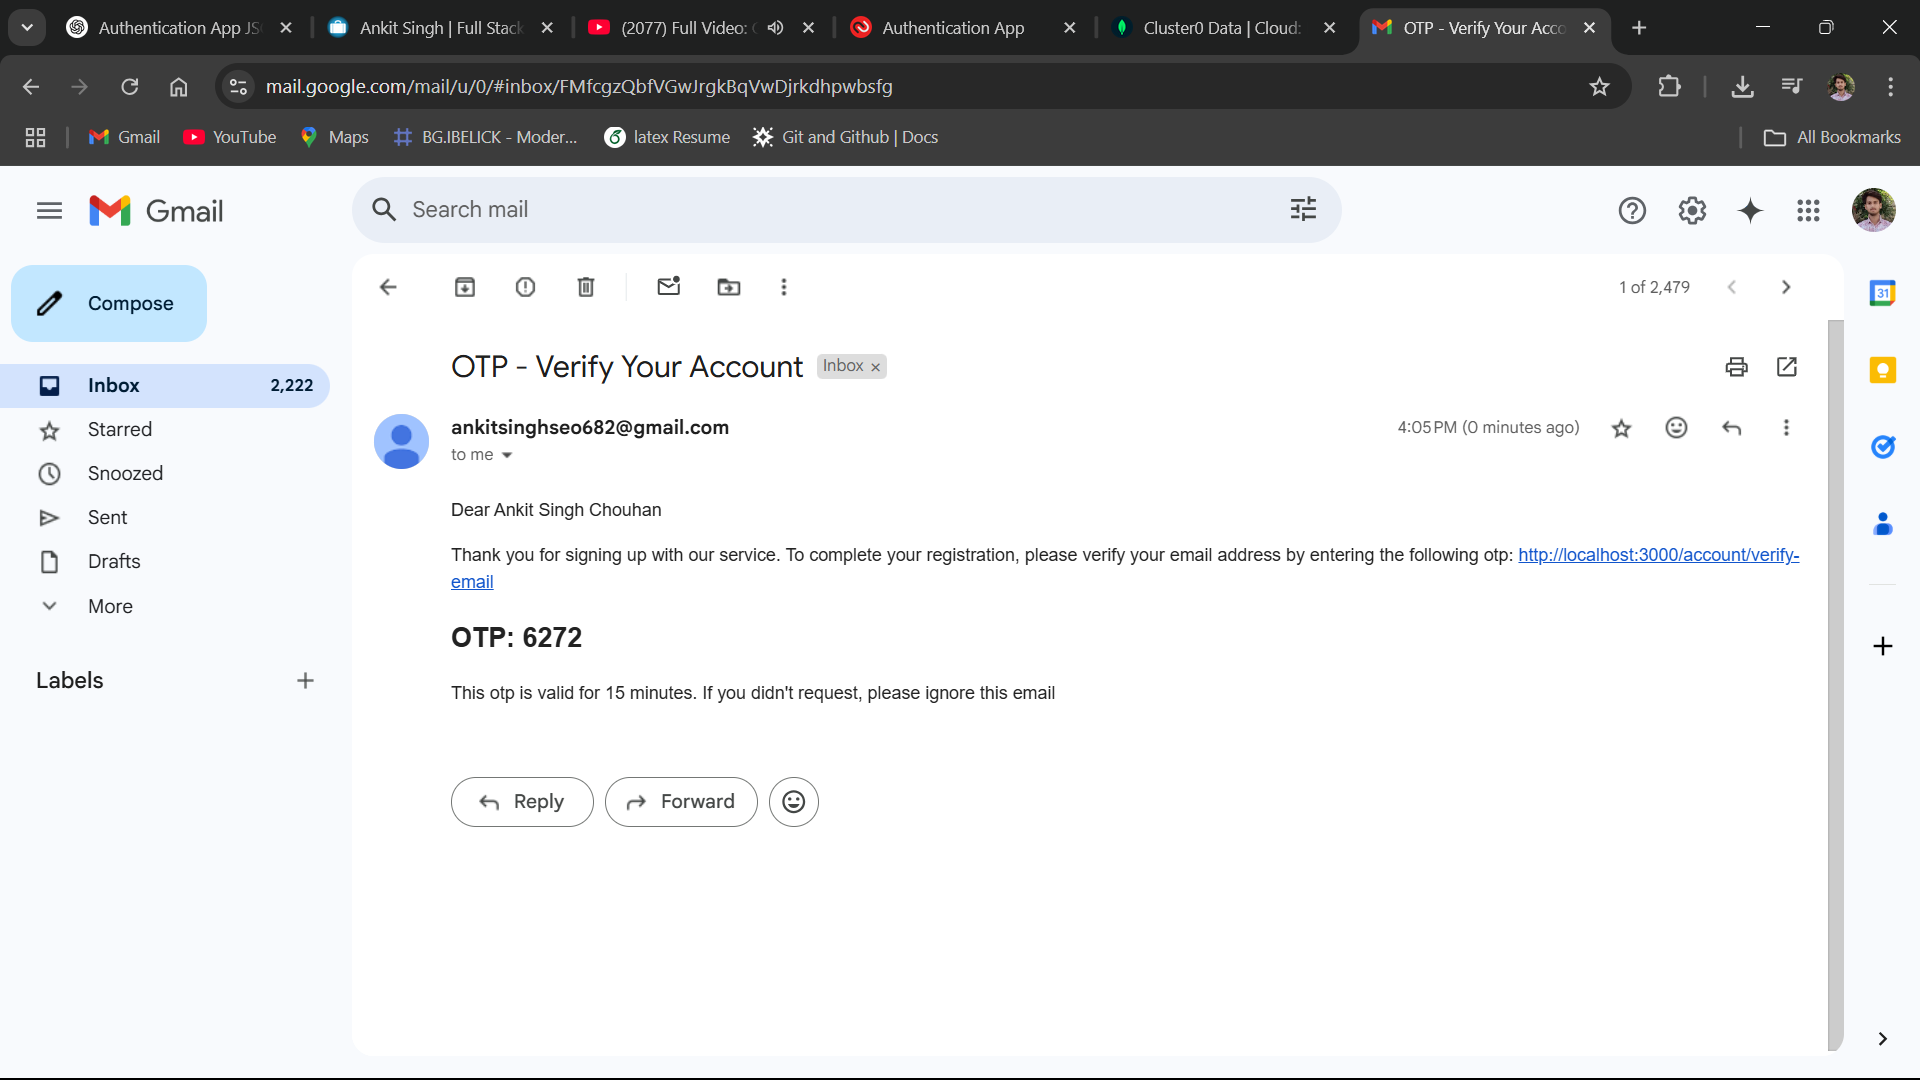 Authentication App JS
Ankit Singh | Full Stack
(2077) Full Video:
Authentication App
Cluster0 Data | Cloud:
OTP - Verify Your Acco
mail.google.com/mail/u/0/#inbox/FMfcgzQbfVGwJrgkBqVwDjrkdhpwbsfg
Gmail
YouTube
Maps
BG.IBELICK - Moder...
latex Resume
Git and Github | Docs
All Bookmarks
Gmail
Search mail
Compose
1 of 2,479
Inbox 2,222
Starred
Snoozed
Sent
Drafts
More
Labels
OTP - Verify Your Account
Inbox
ankitsinghseo682@gmail.com
4:05 PM (0 minutes ago)
to me
Dear Ankit Singh Chouhan
Thank you for signing up with our service. To complete your registration, please verify your email address by entering the following otp: http://localhost:3000/account/verify-
email
OTP: 6272
This otp is valid for 15 minutes. If you didn't request, please ignore this email
Reply
Forward
31